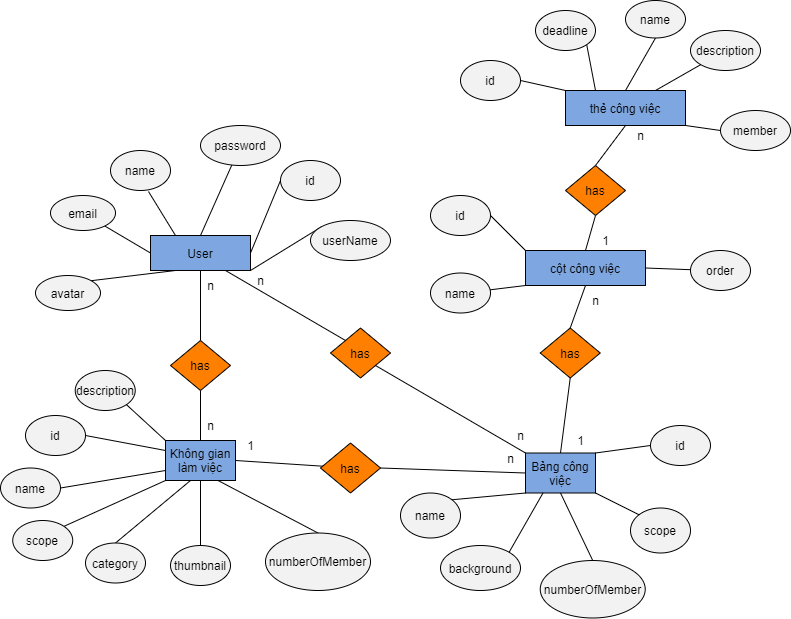 name
deadline
description
id
thẻ công việc
member
n
password
name
has
id
email
id
userName
1
User
cột công việc
order
avatar
n
n
name
n
has
has
has
description
n
id
n
1
1
id
Không gian
làm việc
n
has
Bảng công
việc
name
name
scope
scope
category
thumbnail
numberOfMember
background
numberOfMember